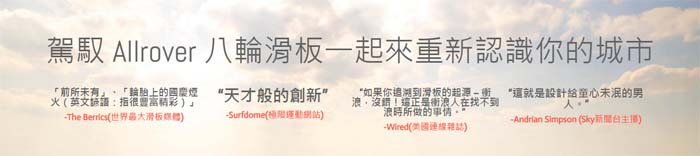 駕馭 Allrover 八輪滑板一起來重新認識你的城市
「前所未有」、「輪胎上的國慶煙
火（英文諺語：指很豐富精彩）」
-The Berrics(世界最大滑板媒體)
“天才般的創新”
-Surfdome(極限運動網站)
“如果你追溯到滑板的起源 – 衝
浪，沒錯！這正是衝浪人在找不到
浪時所做的事情。”
-Wired(美國連線雜誌)
“這就是設計給童心未泯的男
人。”
-Andrian Simpson (Sky新聞台主播)